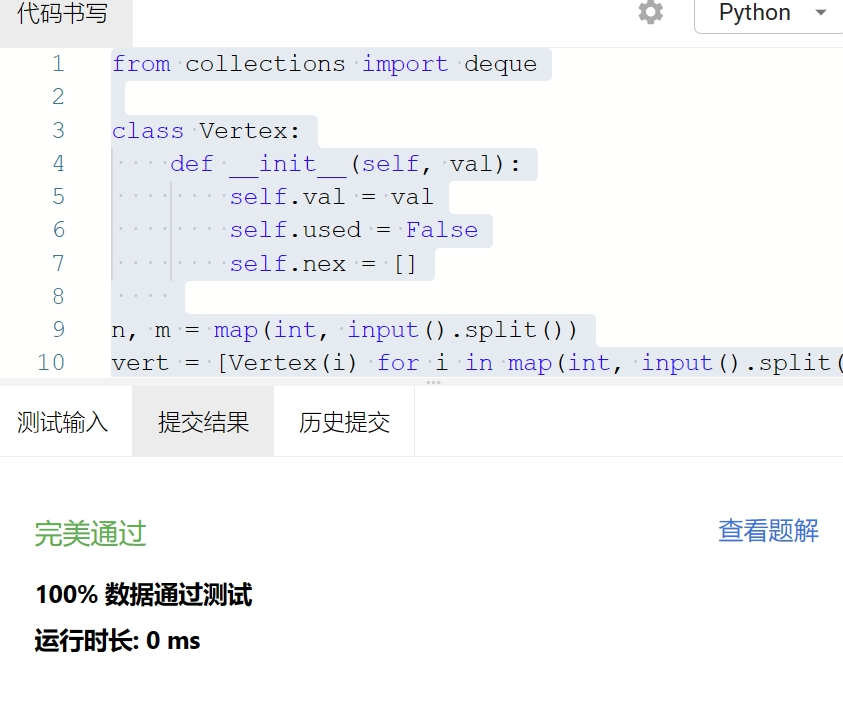 代码书写
Python
1 from collections import deque
2
3 class Vertex:
4     def __init__(self, val):
5         self.val = val
6         self.used = False
7         self.nex = []
8
9 n, m = map(int, input().split())
10 vert = [Vertex(i) for i in map(int, input().split(
测试输入 提交结果 历史提交
完美通过 查看题解
100% 数据通过测试
运行时长: 0 ms